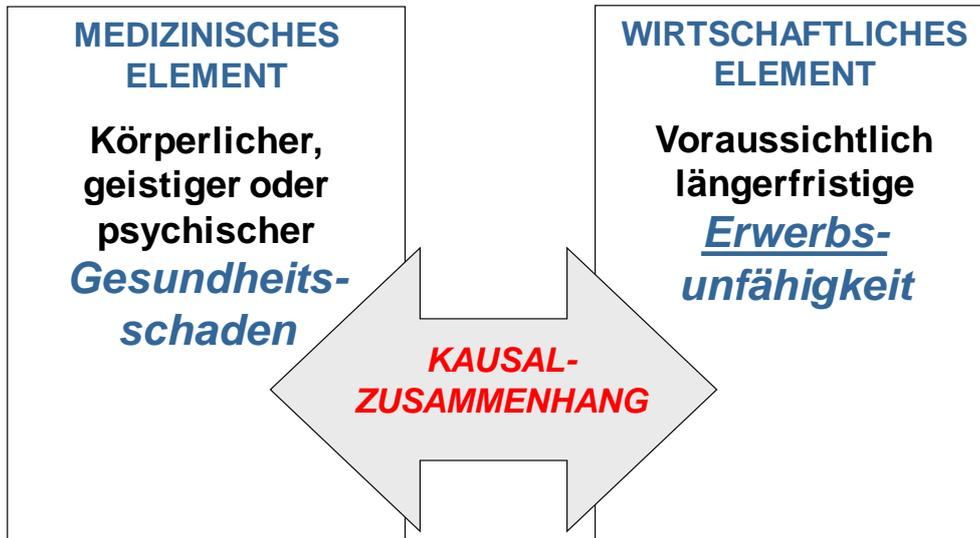 MEDIZINISCHES
ELEMENT
Körperlicher,
geistiger oder
psychischer
Gesundheits-
schaden
WIRTSCHAFTLICHES
ELEMENT
Voraussichtlich
längerfristige
Erwerbs-
unfähigkeit
KAUSAL-
ZUSAMMENHANG